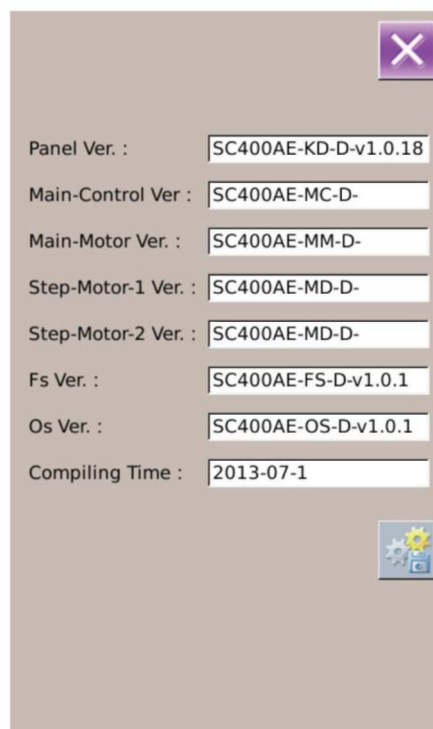 Panel Ver. : SC400AE-KD-D-v1.0.18
Main-Control Ver : SC400AE-MC-D-
Main-Motor Ver. : SC400AE-MM-D-
Step-Motor-1 Ver. : SC400AE-MD-D-
Step-Motor-2 Ver. : SC400AE-MD-D-
Fs Ver. : SC400AE-FS-D-v1.0.1
Os Ver. : SC400AE-OS-D-v1.0.1
Compiling Time : 2013-07-1